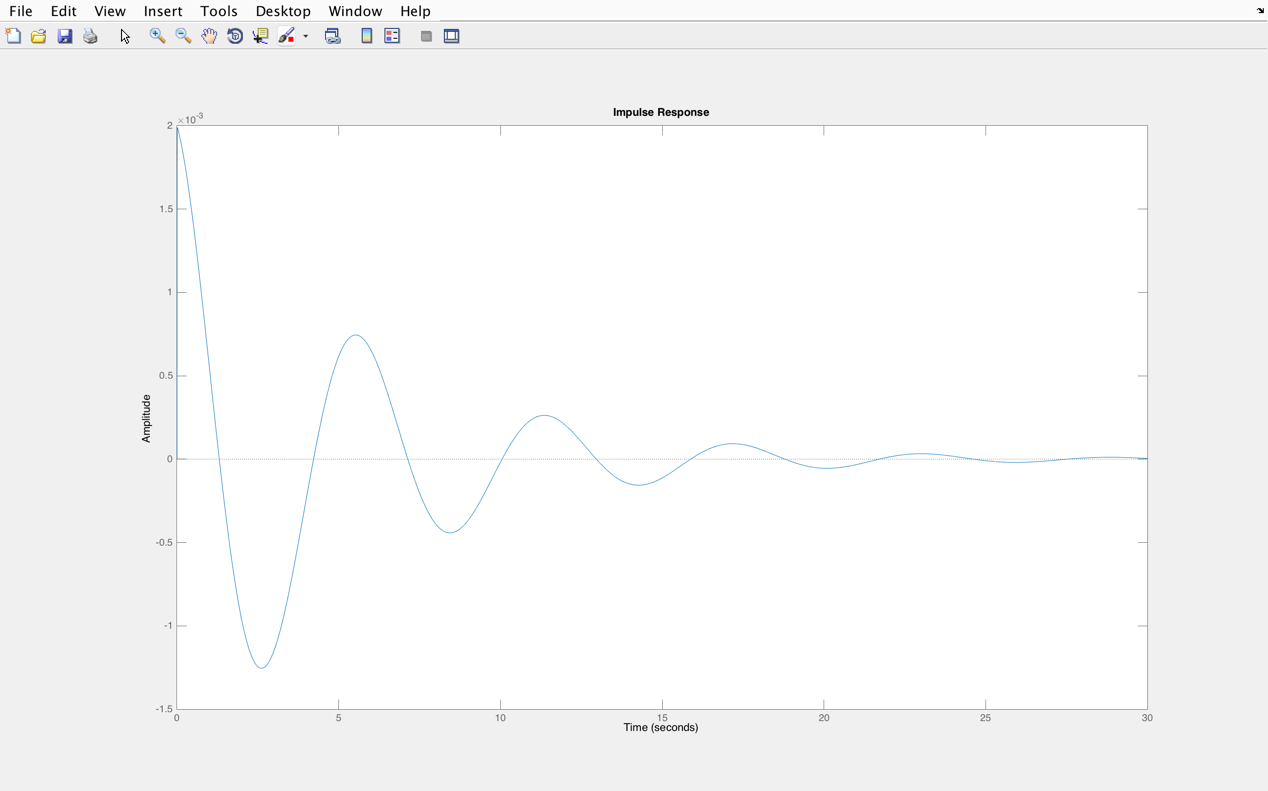 File Edit View Insert Tools Desktop Window Help
Impulse Response
×10-3
2
1.5
1
0.5
0
-0.5
-1
-1.5
Amplitude
0 5 10 15 20 25 30
Time (seconds)